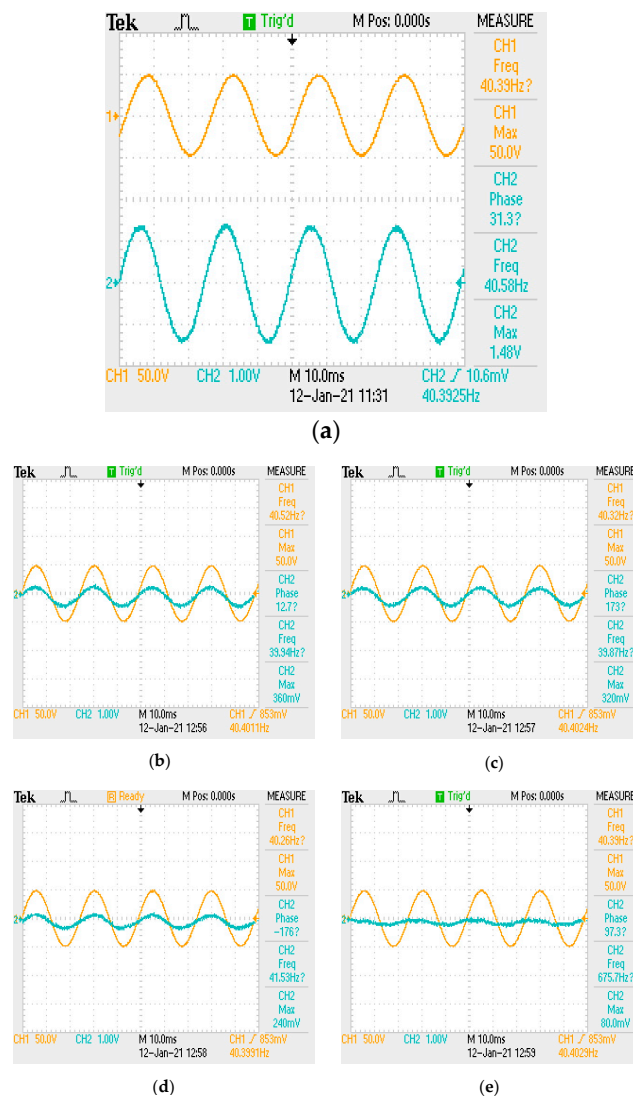 Tek T Trig'd M Pos: 0.000s MEASURE
CH1
Freq
40.39Hz?
CH1
Max
50.0V
CH2
Phase
31.3?
CH2
Freq
40.58Hz
CH2
Max
1.48V
1
2
CH1 50.0V CH2 1.00V M 10.0ms CH2 10.6mV
12-Jan-21 11:31 40.3925Hz
(a)
Tek T Trig'd M Pos: 0.000s MEASURE
CH1
Freq
40.52Hz?
CH1
Max
50.0V
CH2
Phase
12.7?
CH2
Freq
39.94Hz?
CH2
Max
360mV
2
CH1 50.0V CH2 1.00V M 10.0ms CH1 853mV
12-Jan-21 12:56 40.4011Hz
(b)
Tek T Trig'd M Pos: 0.000s MEASURE
CH1
Freq
40.32Hz?
CH1
Max
50.0V
CH2
Phase
173?
CH2
Freq
39.87Hz?
CH2
Max
320mV
2
CH1 50.0V CH2 1.00V M 10.0ms CH1 853mV
12-Jan-21 12:57 40.4024Hz
(c)
Tek R Ready M Pos: 0.000s MEASURE
CH1
Freq
40.26Hz?
CH1
Max
50.0V
CH2
Phase
-176?
CH2
Freq
41.53Hz?
CH2
Max
240mV
2
CH1 50.0V CH2 1.00V M 10.0ms CH1 853mV
12-Jan-21 12:58 40.3991Hz
(d)
Tek T Trig'd M Pos: 0.000s MEASURE
CH1
Freq
40.39Hz?
CH1
Max
50.0V
CH2
Phase
97.3?
CH2
Freq
675.7Hz?
CH2
Max
80.0mV
2
CH1 50.0V CH2 1.00V M 10.0ms CH1 853mV
12-Jan-21 12:59 40.4029Hz
(e)